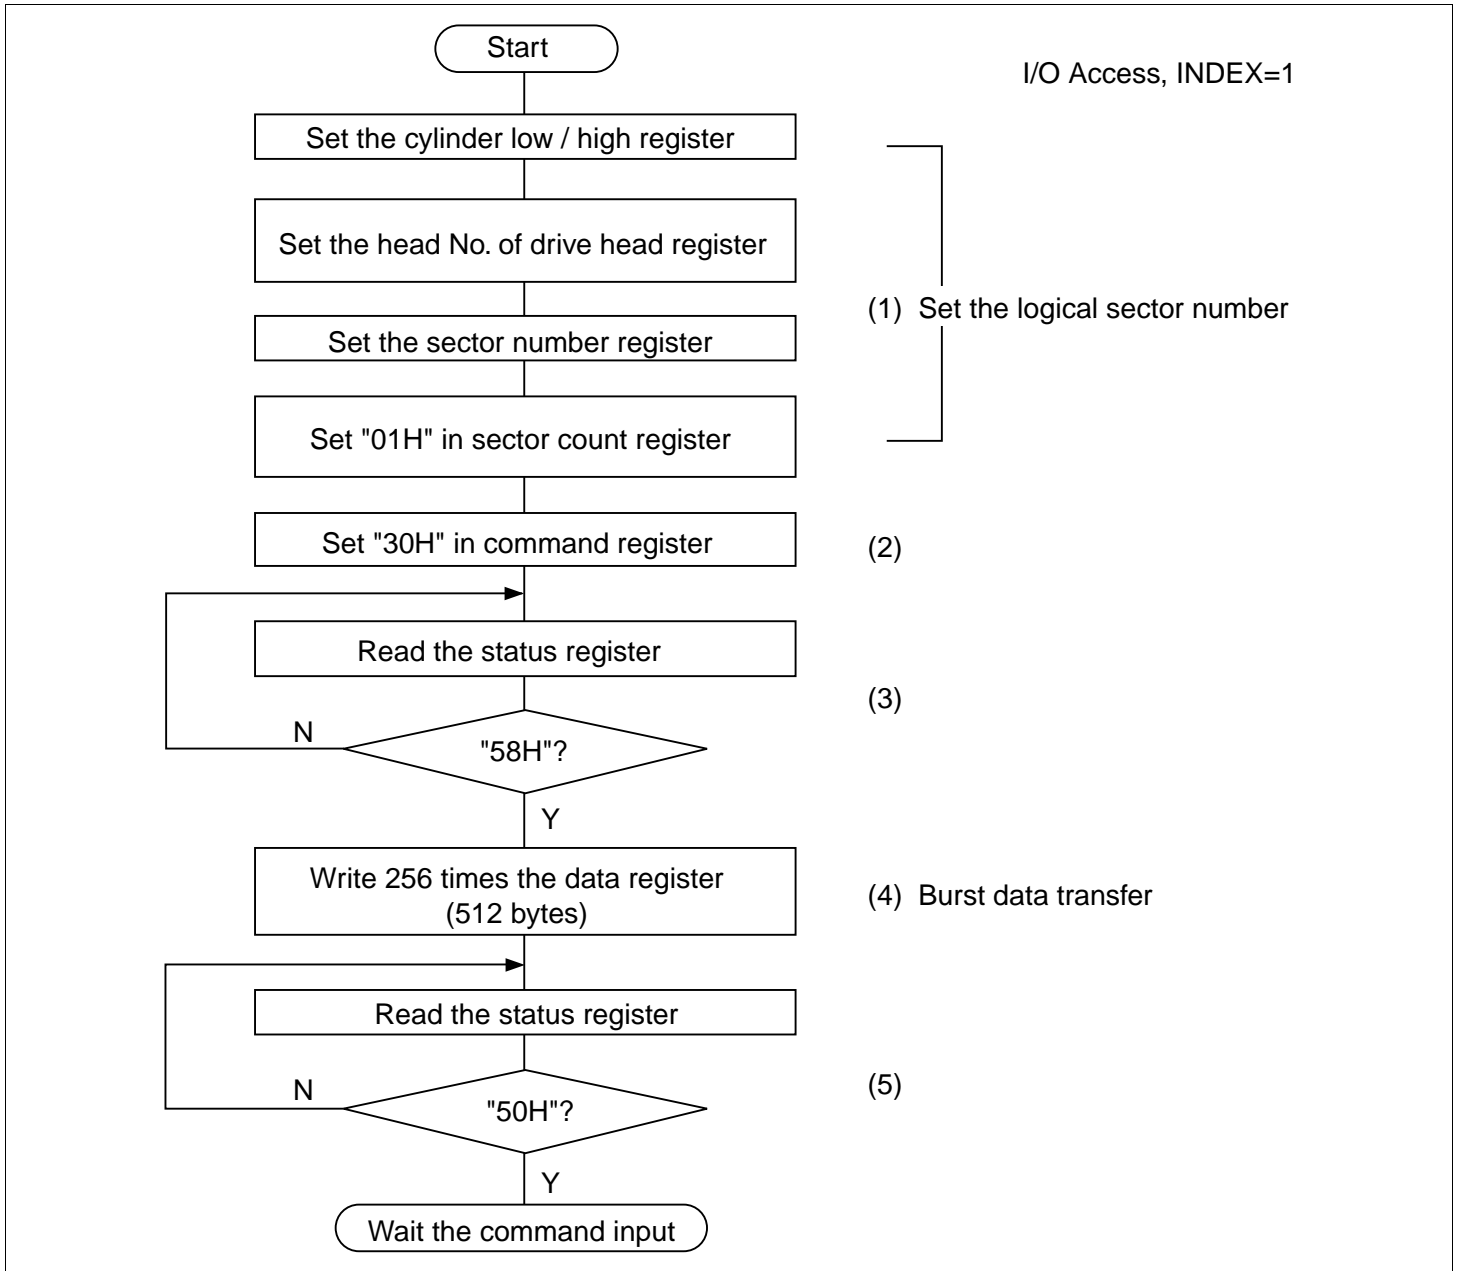 Start
I/O Access, INDEX=1
Set the cylinder low / high register
Set the head No. of drive head register
(1) Set the logical sector number
Set the sector number register
Set "01H" in sector count register
Set "30H" in command register
(2)
Read the status register
(3)
N
"58H"?
Y
Write 256 times the data register
(512 bytes)
(4) Burst data transfer
Read the status register
(5)
N
"50H"?
Y
Wait the command input